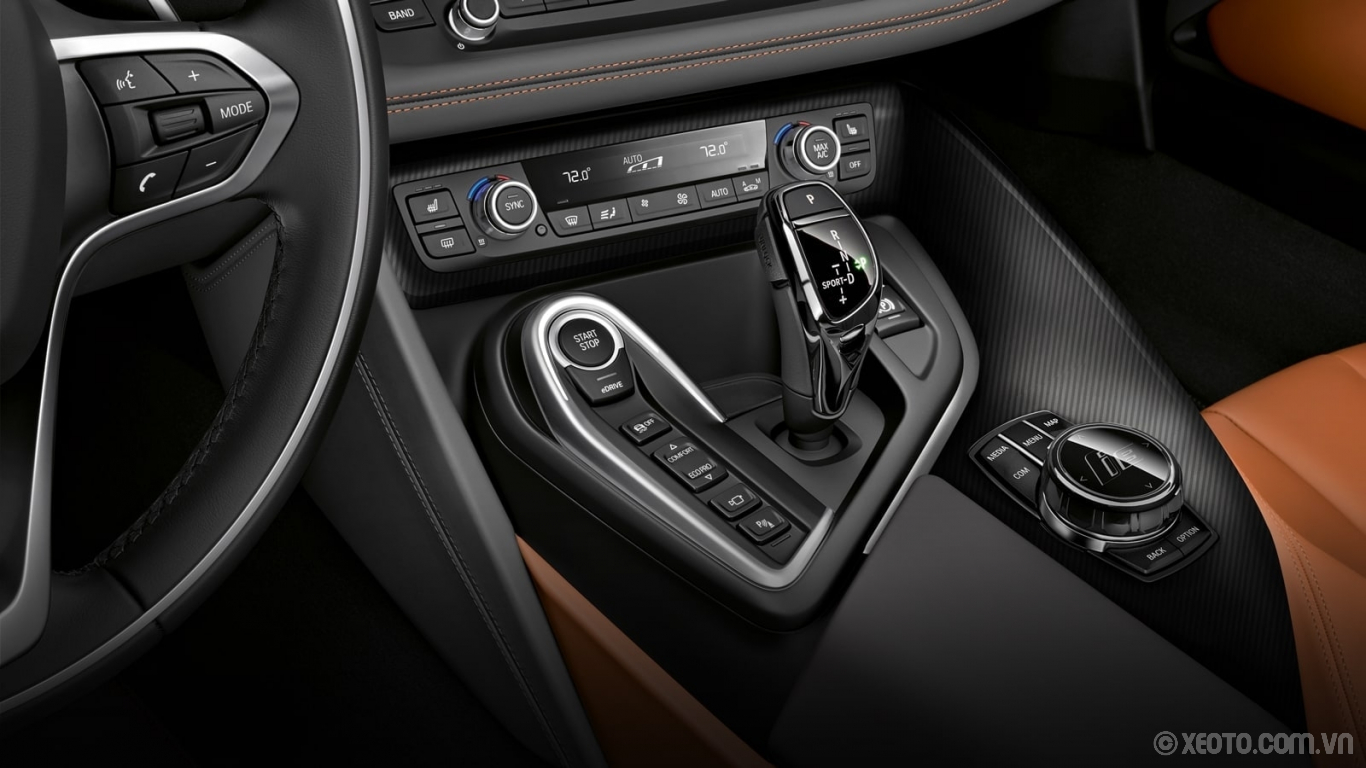 BAND
+
MODE
-
72.0°
AUTO
72.0°
MAX
A/C
OFF
SYNC
AUTO
A
M
P
R
N
SPORT-D
+
P
START
STOP
eDRIVE
OFF
COMFORT
ECO PRO
MEDIA
MENU
MAP
COM
BACK
OPTION
© XEOTO.COM.VN